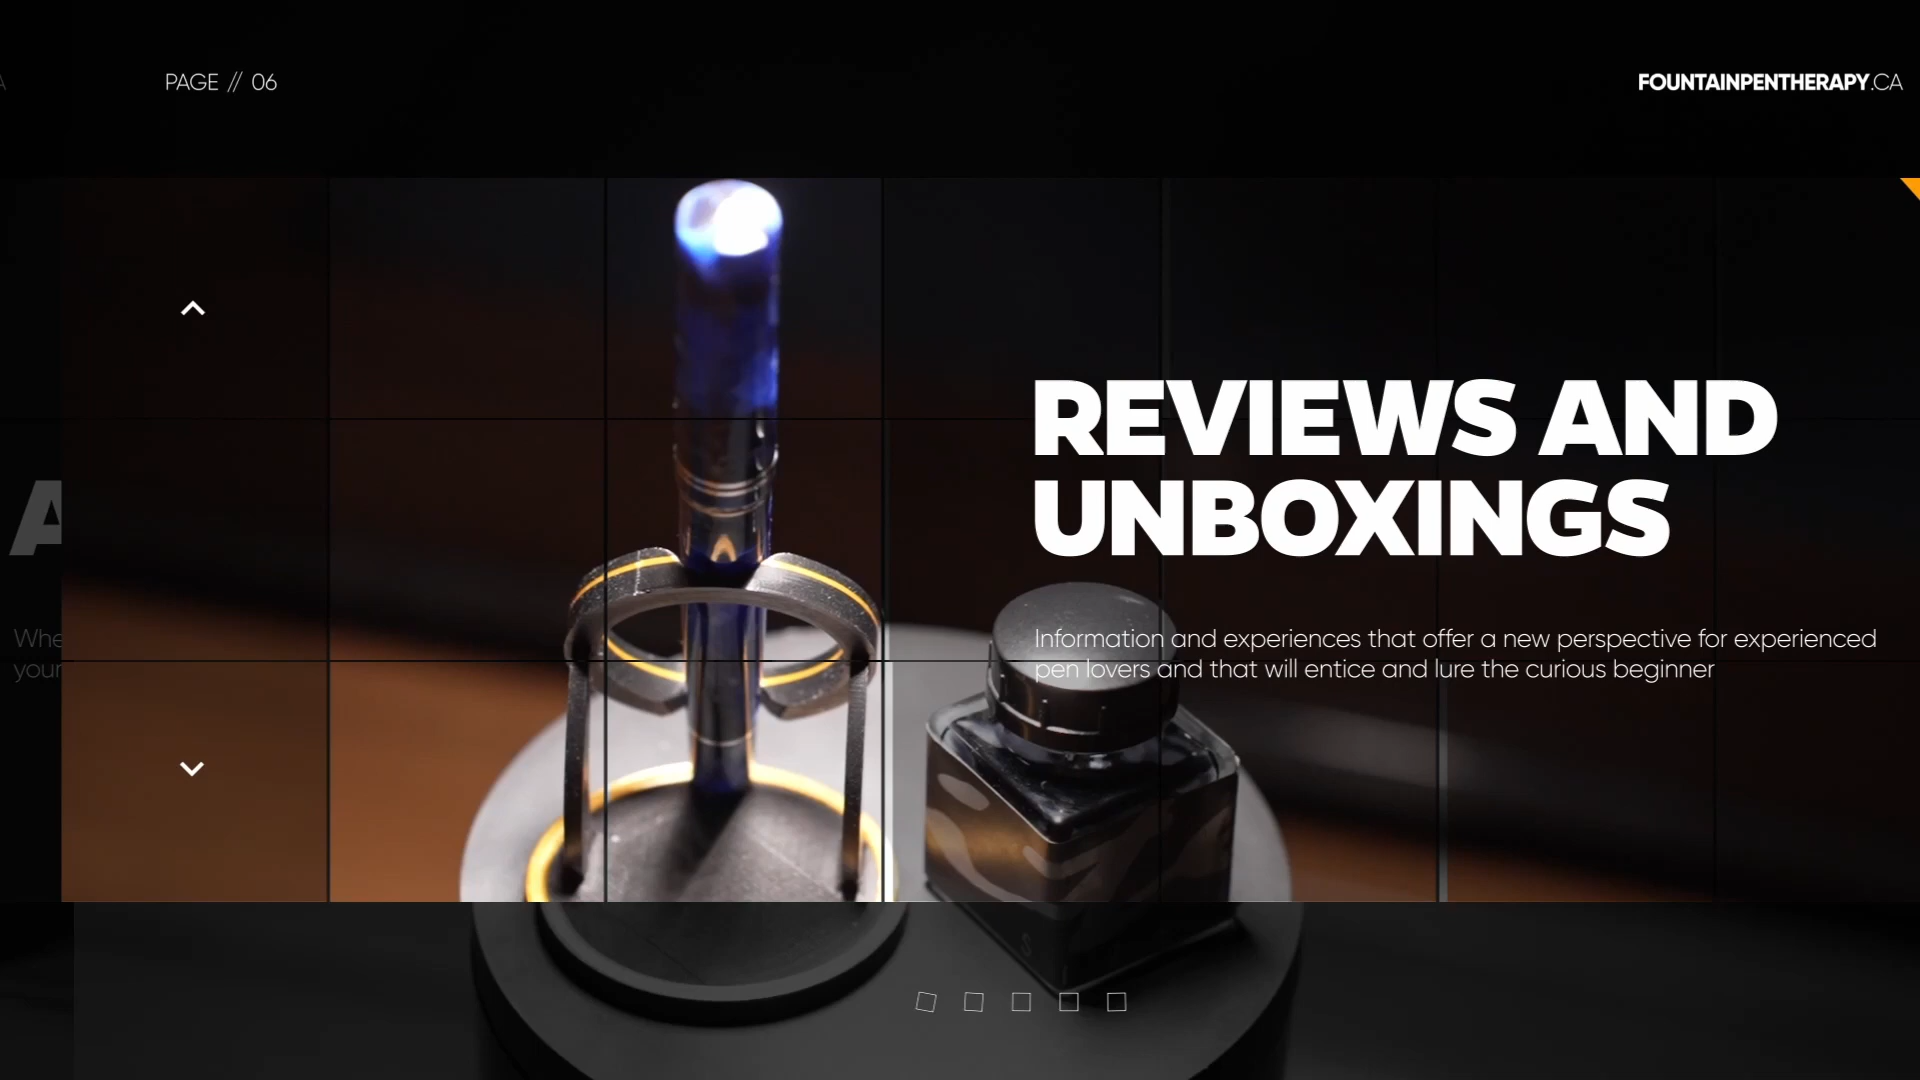 PAGE // 06
FOUNTAINPENTHERAPY.CA
REVIEWS AND
UNBOXINGS
Information and experiences that offer a new perspective for experienced
pen lovers and that will entice and lure the curious beginner